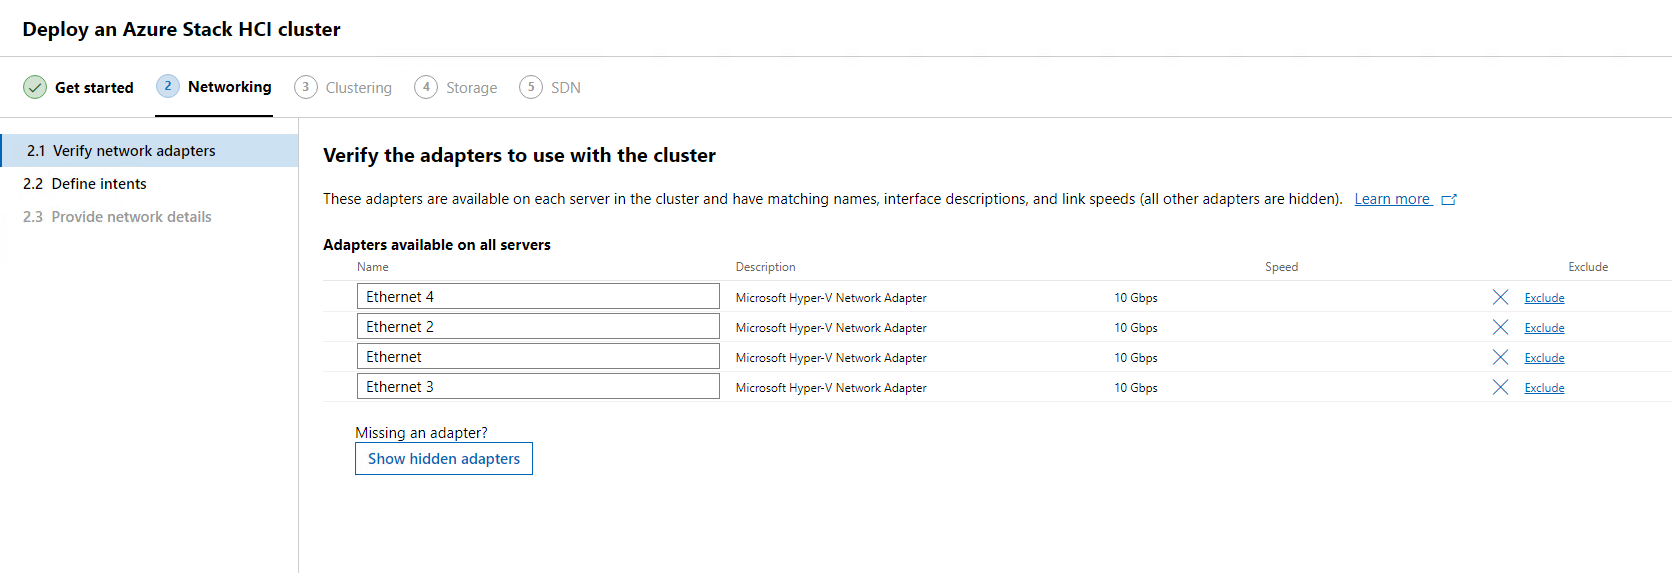 Deploy an Azure Stack HCI cluster
Get started 2 Networking 3 Clustering 4 Storage 5 SDN
2.1 Verify network adapters
2.2 Define intents
2.3 Provide network details
Verify the adapters to use with the cluster
These adapters are available on each server in the cluster and have matching names, interface descriptions, and link speeds (all other adapters are hidden). Learn more
Adapters available on all servers
Name Description Speed Exclude
Ethernet 4 Microsoft Hyper-V Network Adapter 10 Gbps Exclude
Ethernet 2 Microsoft Hyper-V Network Adapter 10 Gbps Exclude
Ethernet Microsoft Hyper-V Network Adapter 10 Gbps Exclude
Ethernet 3 Microsoft Hyper-V Network Adapter 10 Gbps Exclude
Missing an adapter?
Show hidden adapters